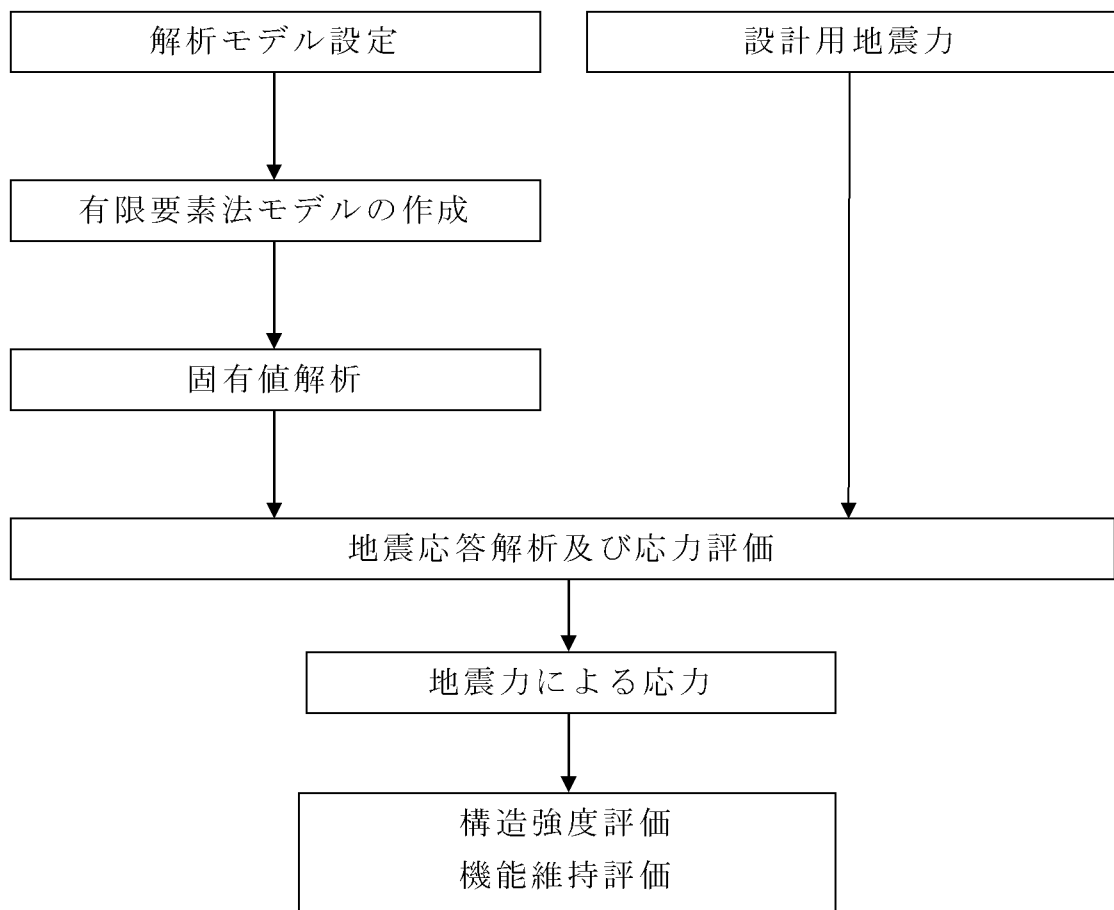 解析モデル設定
設計用地震力
有限要素法モデルの作成
固有値解析
地震応答解析及び応力評価
地震力による応力
構造強度評価
機能維持評価